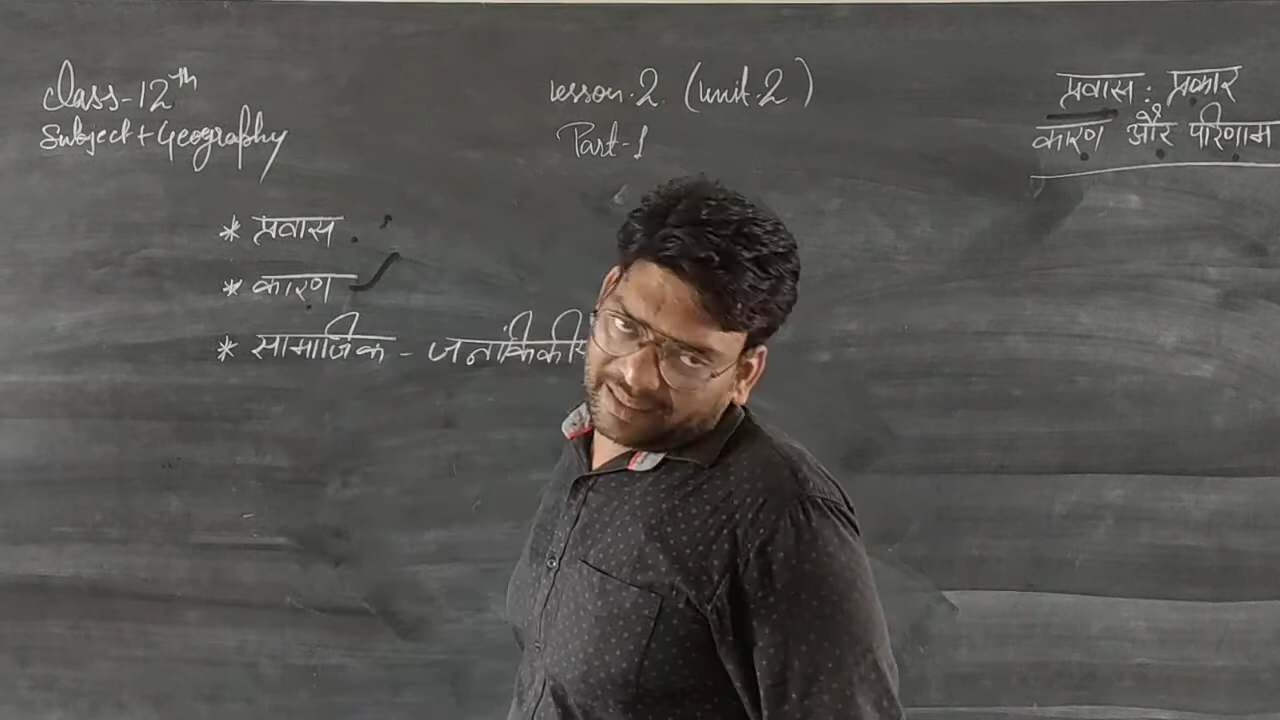 Class-12th
Subject + Geography
Lesson.2 (Unit.2)
Part-1
प्रवास : प्रकार
कारण और परिणाम
* प्रवास
* कारण
* सामाजिक - जनांकिकीय